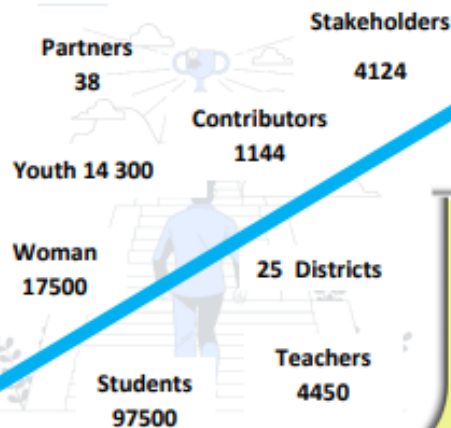 Stakeholders
4124
Partners
38
Contributors
1144
Youth 14 300
Woman
17500
25 Districts
Teachers
4450
Students
97500